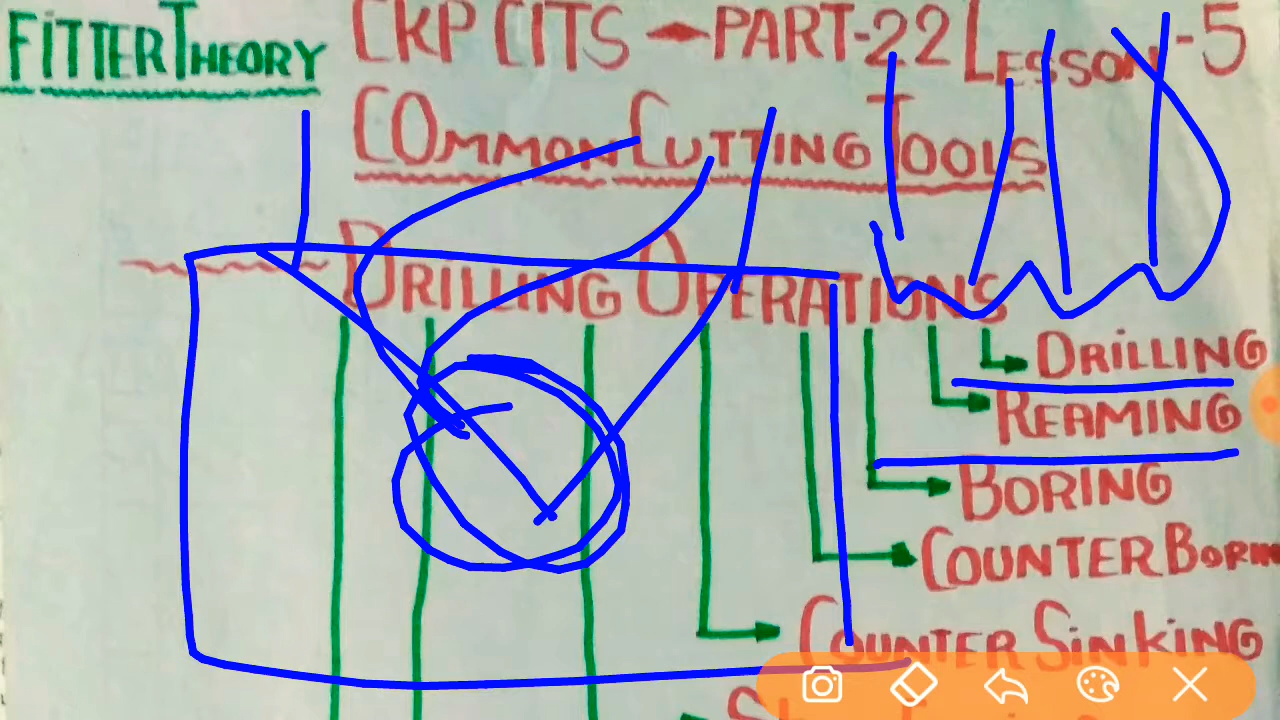 FITTER THEORY
CKP CITS PART-22 LESSON-5
COMMON CUTTING TOOLS
DRILLING OPERATIONS
DRILLING
REAMING
BORING
COUNTER BORIN
COUNTER SINKING